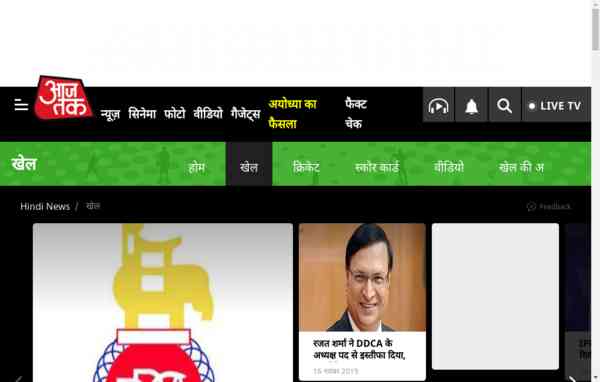 आज तक
न्यूज़ सिनेमा फोटो वीडियो गैजेट्स
अयोध्या का
फैसला
फैक्ट
चेक
LIVE TV
खेल
होम खेल क्रिकेट स्कोर कार्ड वीडियो खेल की अ
Hindi News / खेल
Feedback
रजत शर्मा ने DDCA के
अध्यक्ष पद से इस्तीफा दिया,
16 नवंबर 2019